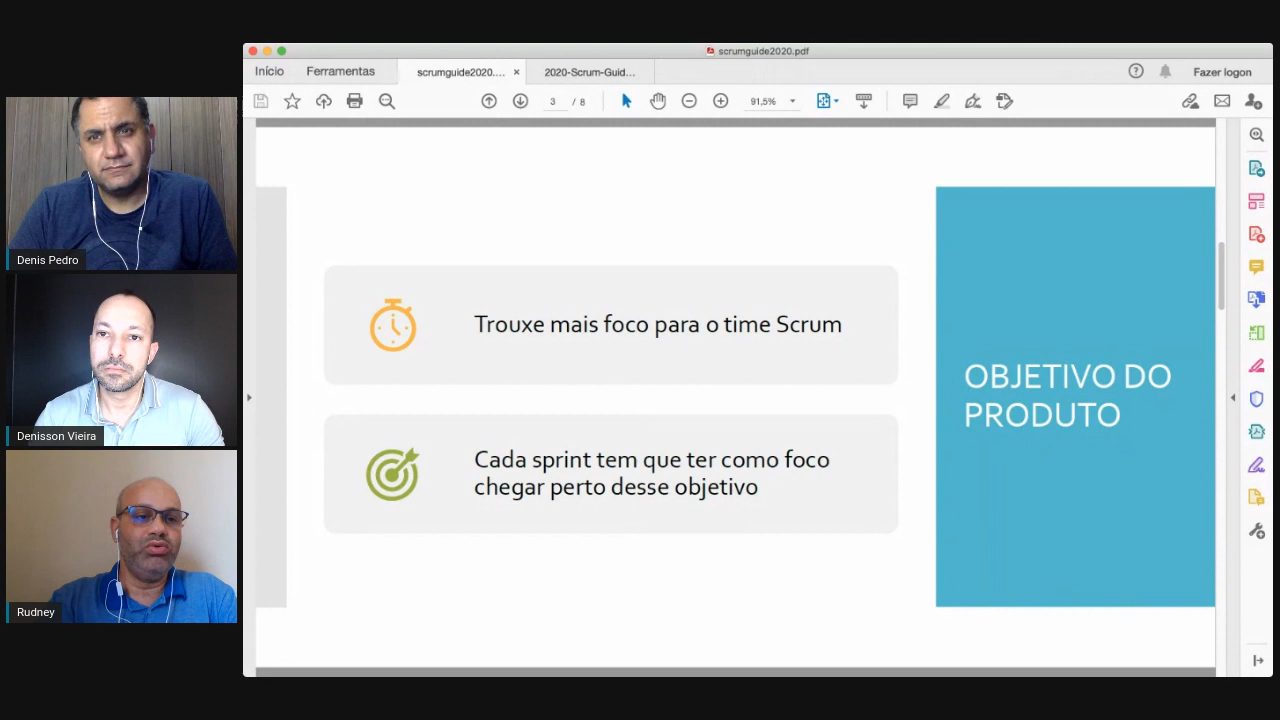 scrumguide2020.pdf
Início
Ferramentas
scrumguide2020....
×
2020-Scrum-Guid...
Fazer logon
3 / 8
91,5%
Trouxe mais foco para o time Scrum
Cada sprint tem que ter como foco
chegar perto desse objetivo
OBJETIVO DO
PRODUTO
Denis Pedro
Denisson Vieira
Rudney